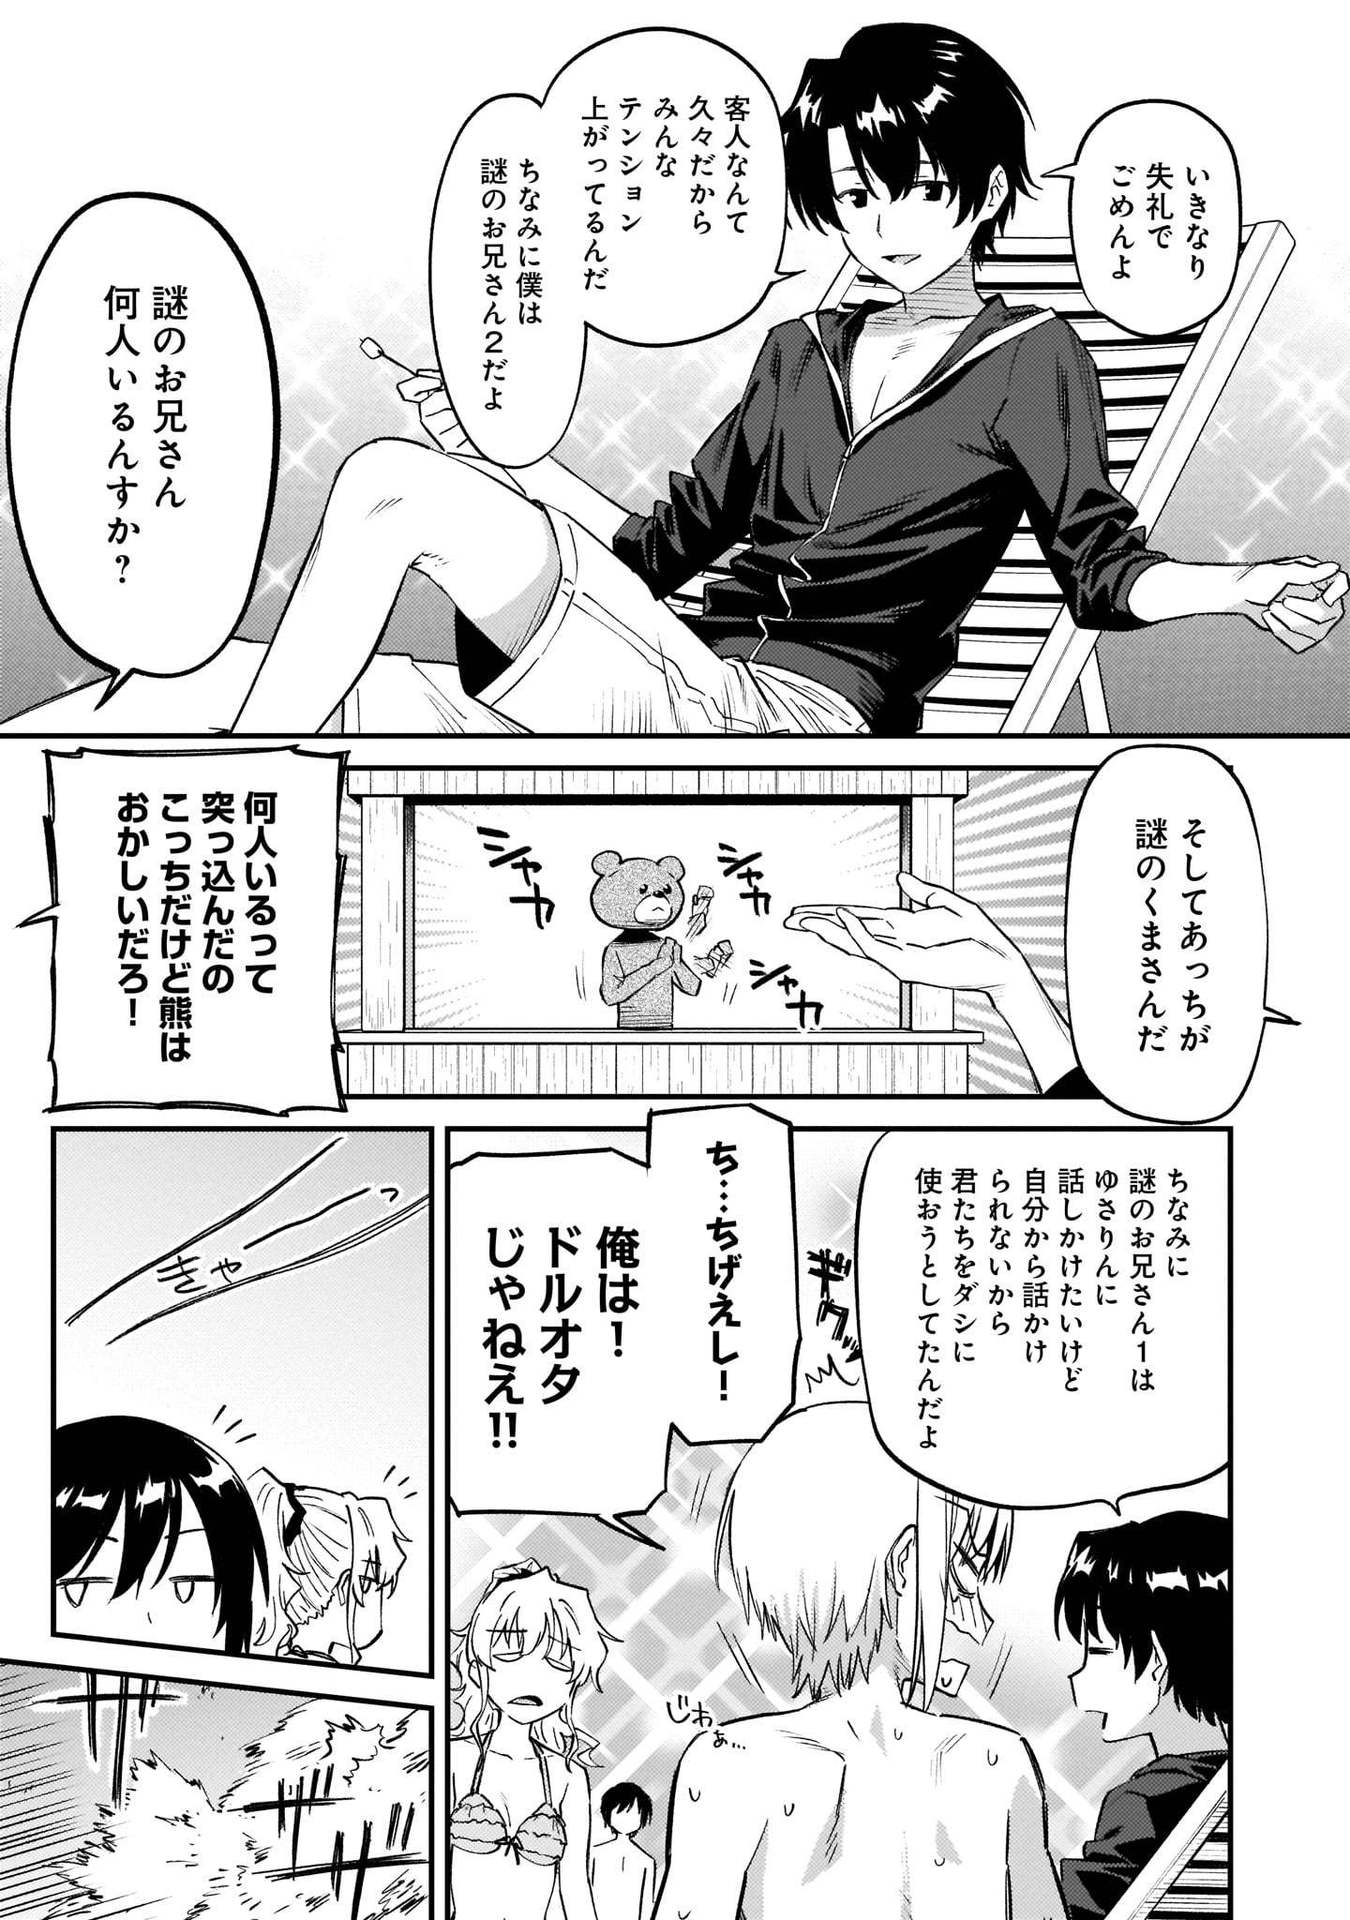 いきなり
失礼で
ごめんよ
客人なんて
久々だから
みんな
テンション
上がってるんだ
ちなみに僕は
謎のお兄さん2だよ
謎のお兄さん
何人いるんすか?
そしてあっちが
謎のくまさんだ
シャカ
シャカ
シャカ
何人いるって
突っ込んだの
こっちだけど熊は
おかしいだろ!
ちなみに
謎のお兄さん1は
ゆさりんに
話しかけたいけど
自分から話かけ
られないから
君たちをダシに
使おうとしてたんだよ
ギクッ
ち…ちげえし!
俺は!
ドルオタ
じゃねえ!!
じわぁ…
きゃー